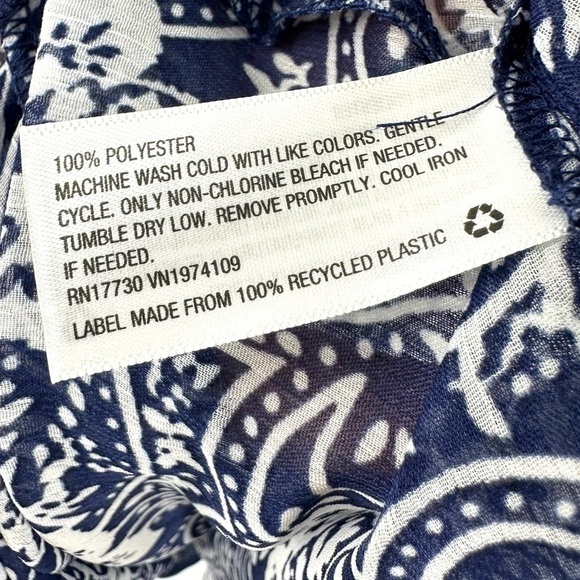 100% POLYESTER
MACHINE WASH COLD WITH LIKE COLORS. GENTLE
CYCLE. ONLY NON-CHLORINE BLEACH IF NEEDED.
TUMBLE DRY LOW. REMOVE PROMPTLY. COOL IRON
IF NEEDED.
RN17730 VN1974109
LABEL MADE FROM 100% RECYCLED PLASTIC